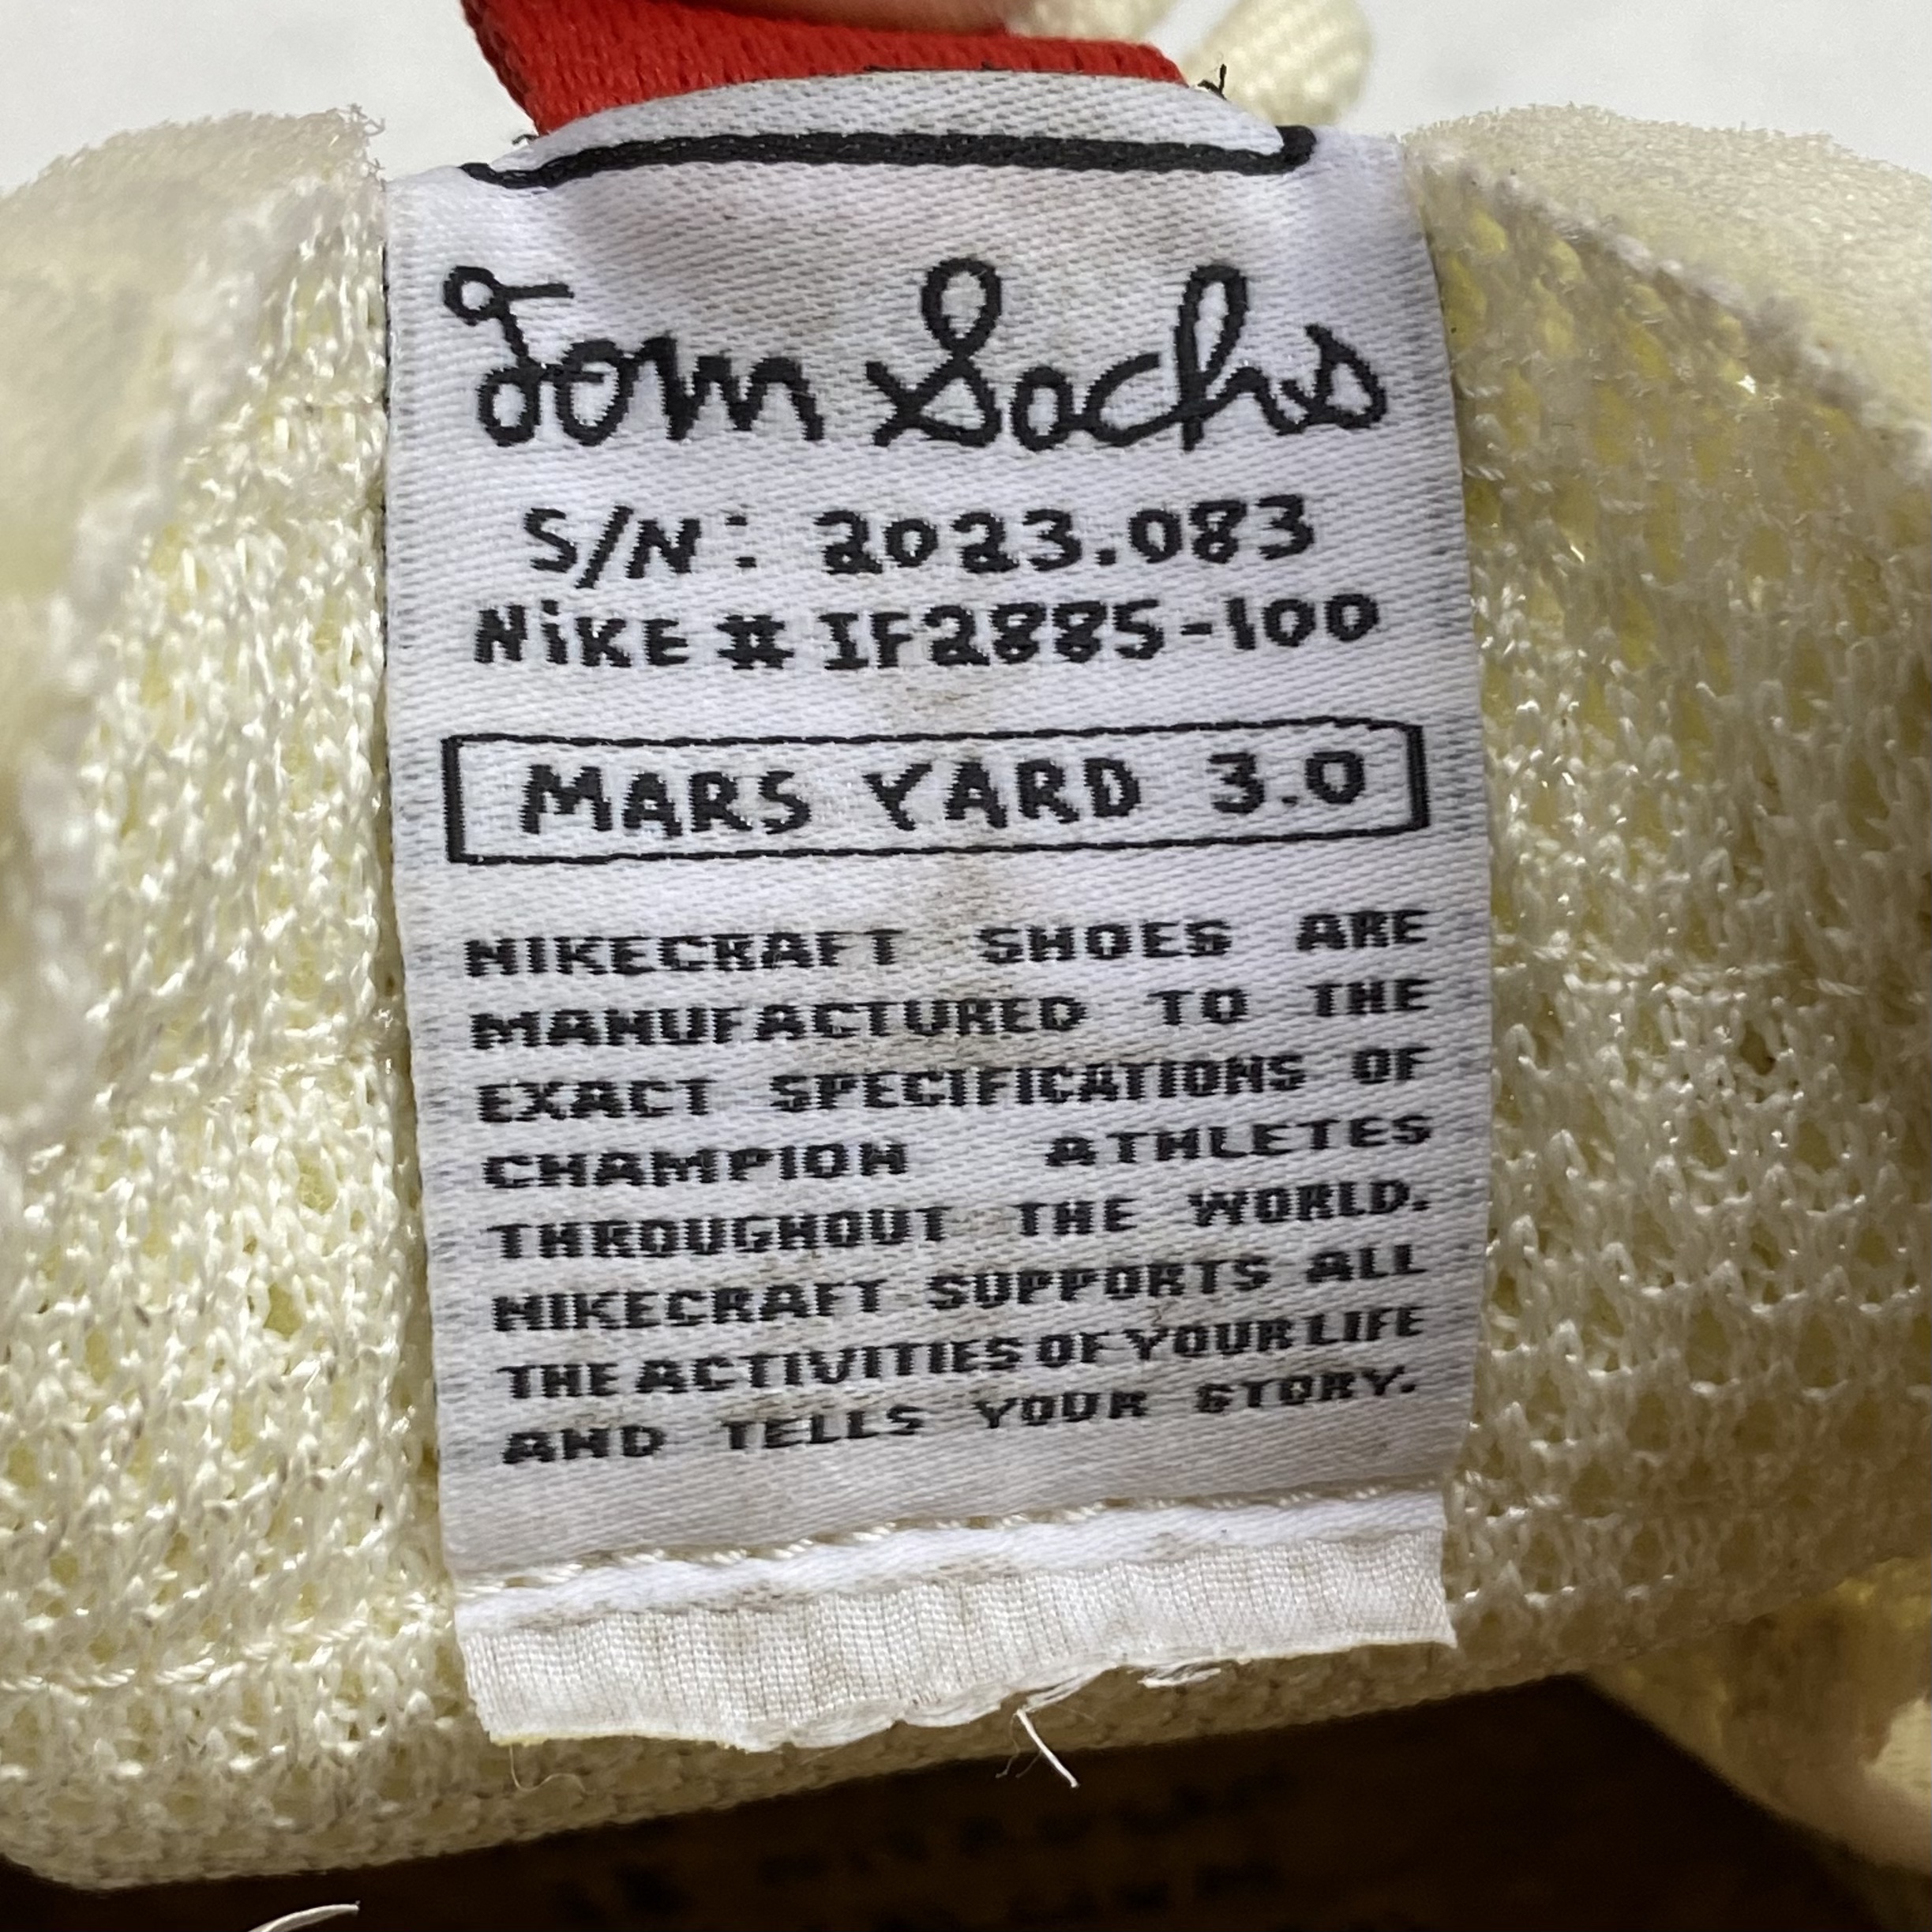 Tom Sachs
S/N: 2023.083
NiKE # IF2885-100
MARS YARD 3.0
NIKECRAFT SHOES ARE
MANUFACTURED TO THE
EXACT SPECIFICATIONS OF
CHAMPION ATHLETES
THROUGHOUT THE WORLD.
NIKECRAFT SUPPORTS ALL
THE ACTIVITIES OF YOUR LIFE
AND TELLS YOUR STORY.